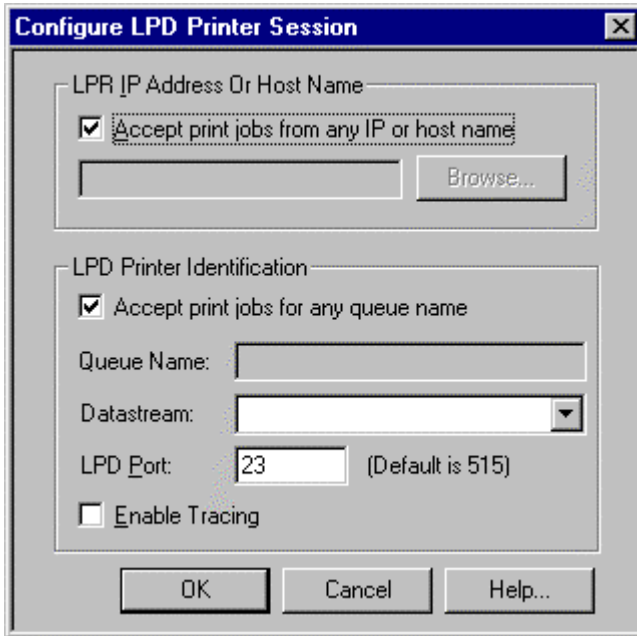 Configure LPD Printer Session
LPR IP Address Or Host Name
Accept print jobs from any IP or host name
Browse...
LPD Printer Identification
Accept print jobs for any queue name
Queue Name:
Datastream:
LPD Port: 23 (Default is 515)
Enable Tracing
OK Cancel Help...